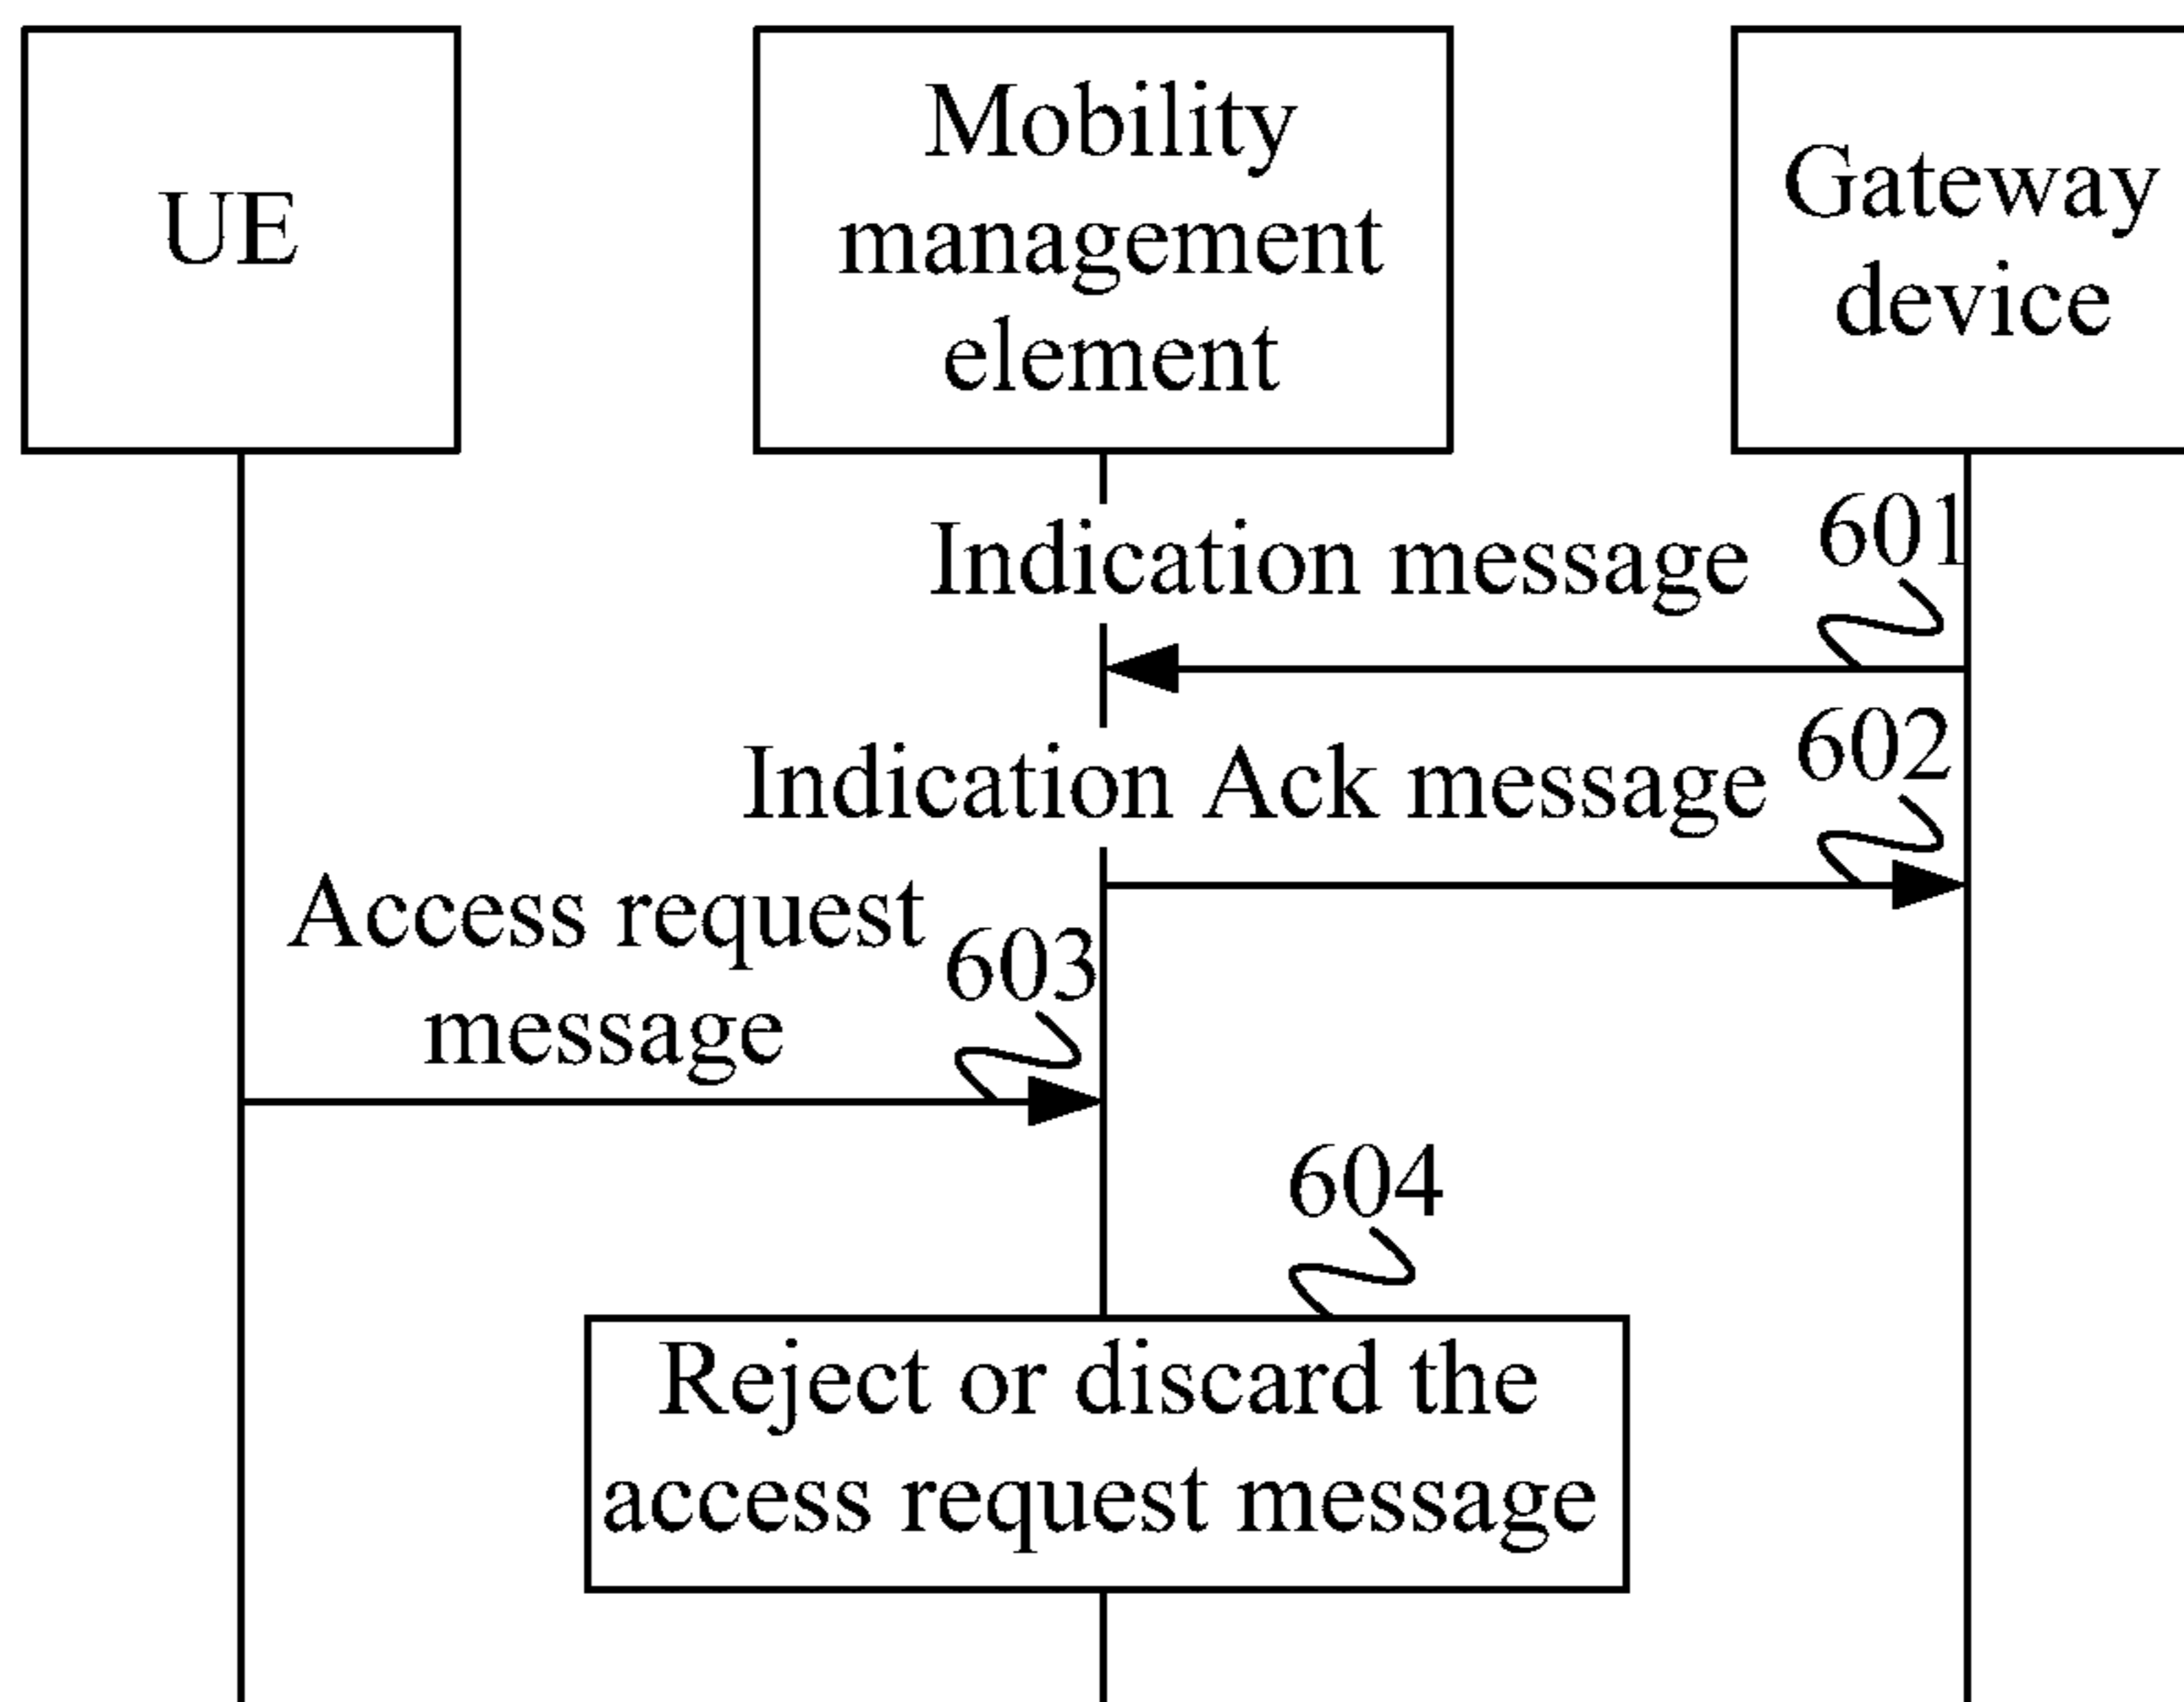 UE
Mobility
management
element
Gateway
device
601
Indication message
602
Indication Ack message
Access request
message
603
604
Reject or discard the
access request message